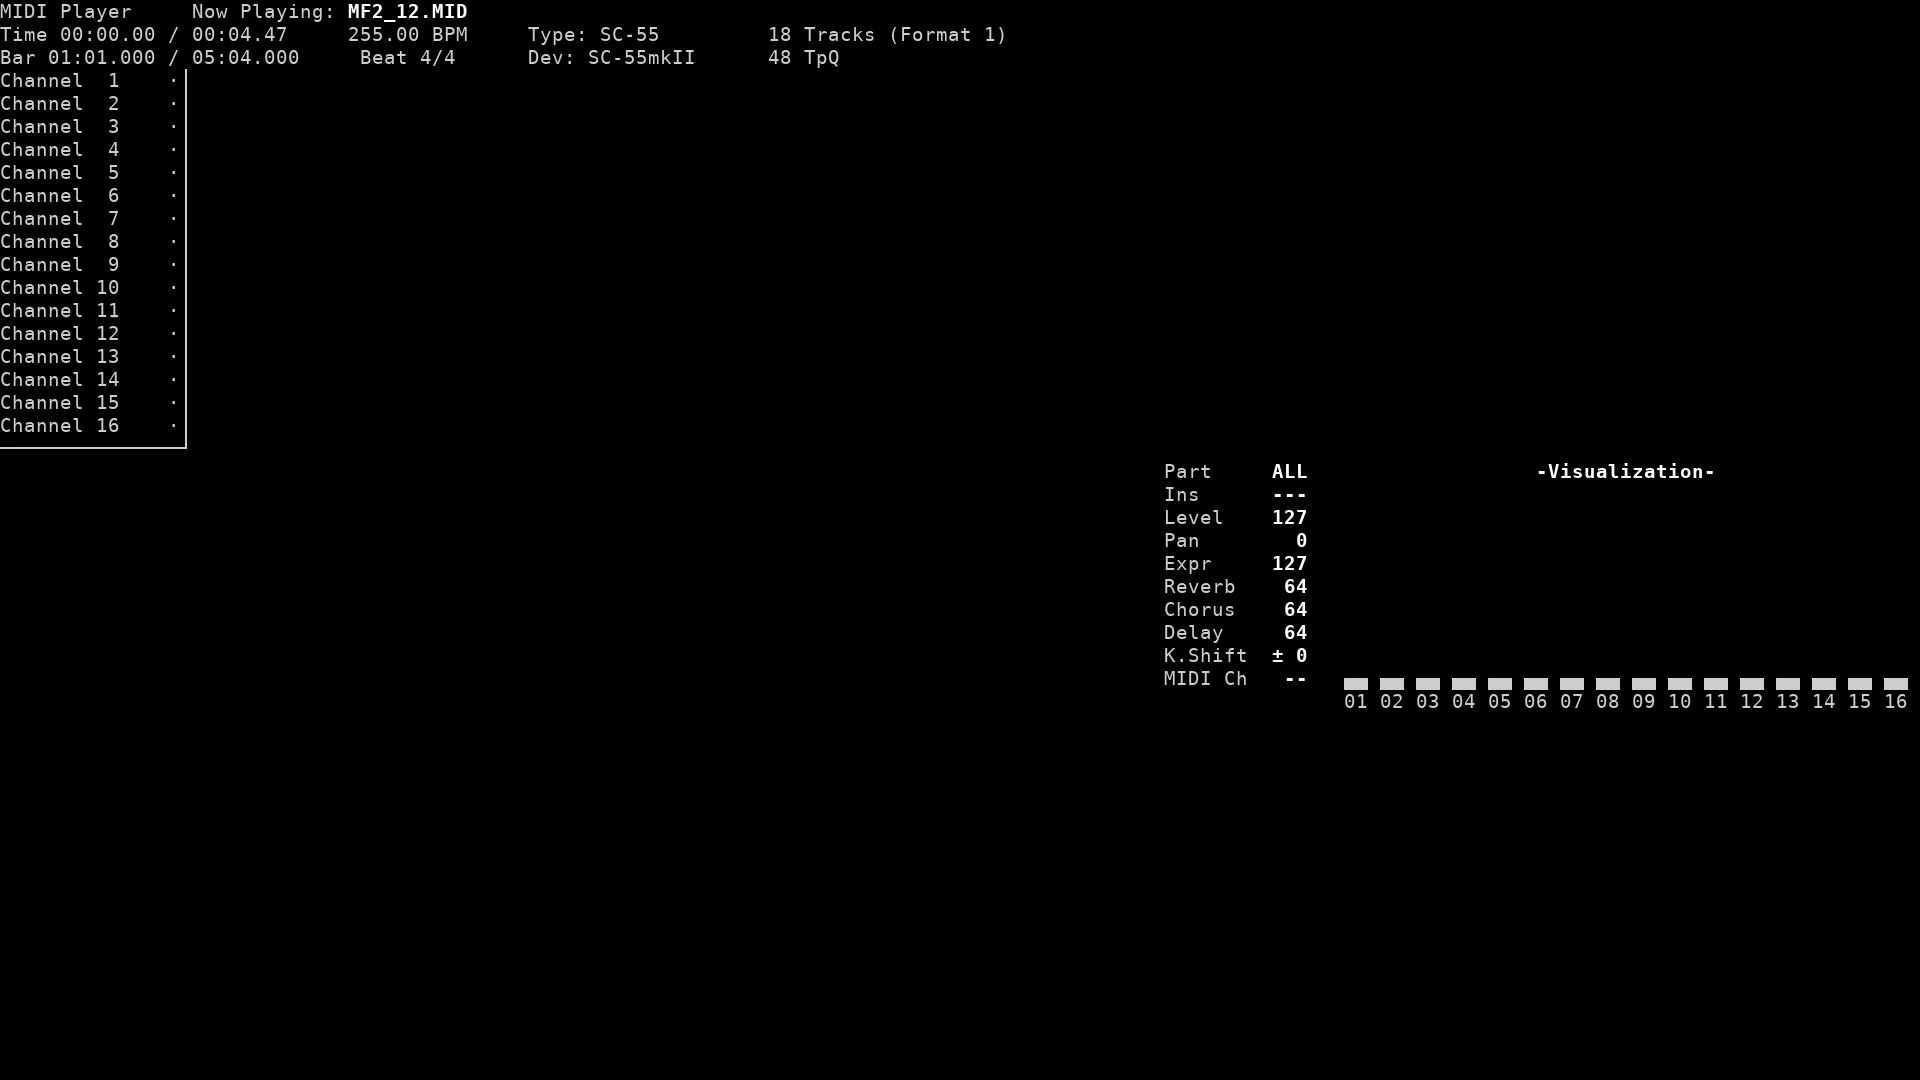 MIDI Player     Now Playing: MF2_12.MID
Time 00:00.00 / 00:04.47     255.00 BPM     Type: SC-55         18 Tracks (Format 1)
Bar 01:01.000 / 05:04.000     Beat 4/4      Dev: SC-55mkII      48 TpQ
Channel  1    ·
Channel  2    ·
Channel  3    ·
Channel  4    ·
Channel  5    ·
Channel  6    ·
Channel  7    ·
Channel  8    ·
Channel  9    ·
Channel 10    ·
Channel 11    ·
Channel 12    ·
Channel 13    ·
Channel 14    ·
Channel 15    ·
Channel 16    ·
Part     ALL     -Visualization-
Ins      ---
Level    127
Pan        0
Expr     127
Reverb    64
Chorus    64
Delay     64
K.Shift  ± 0
MIDI Ch   --
01 02 03 04 05 06 07 08 09 10 11 12 13 14 15 16